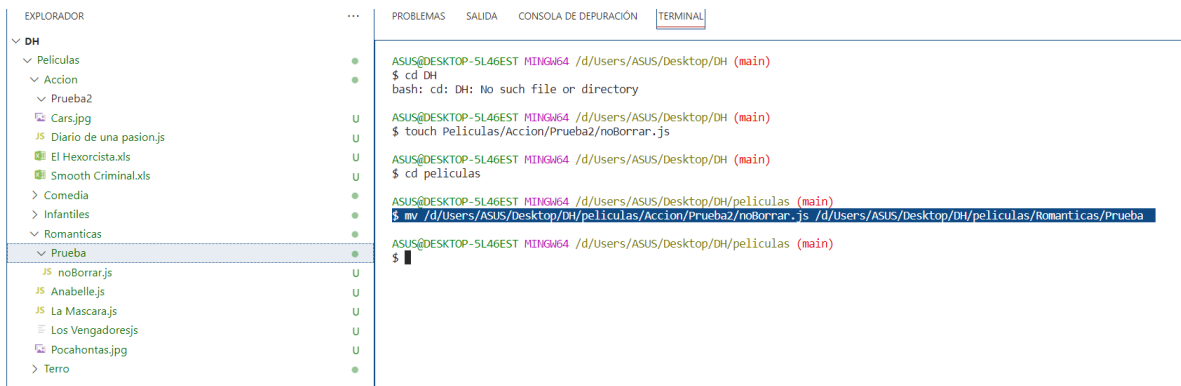 EXPLORADOR ...
DH
Peliculas
Accion
Prueba2
Cars.jpg U
JS Diario de una pasion.js U
El Hexorcista.xls U
Smooth Criminal.xls U
Comedia
Infantiles
Romanticas
Prueba
JS noBorrar.js U
JS Anabelle.js U
JS La Mascara.js U
Los Vengadoresjs U
Pocahontas.jpg U
Terro
PROBLEMAS SALIDA CONSOLA DE DEPURACIÓN TERMINAL
ASUS@DESKTOP-5L46EST MINGW64 /d/Users/ASUS/Desktop/DH (main)
$ cd DH
bash: cd: DH: No such file or directory
ASUS@DESKTOP-5L46EST MINGW64 /d/Users/ASUS/Desktop/DH (main)
$ touch Peliculas/Accion/Prueba2/noBorrar.js
ASUS@DESKTOP-5L46EST MINGW64 /d/Users/ASUS/Desktop/DH (main)
$ cd peliculas
ASUS@DESKTOP-5L46EST MINGW64 /d/Users/ASUS/Desktop/DH/peliculas (main)
$ mv /d/Users/ASUS/Desktop/DH/peliculas/Accion/Prueba2/noBorrar.js /d/Users/ASUS/Desktop/DH/peliculas/Romanticas/Prueba
ASUS@DESKTOP-5L46EST MINGW64 /d/Users/ASUS/Desktop/DH/peliculas (main)
$